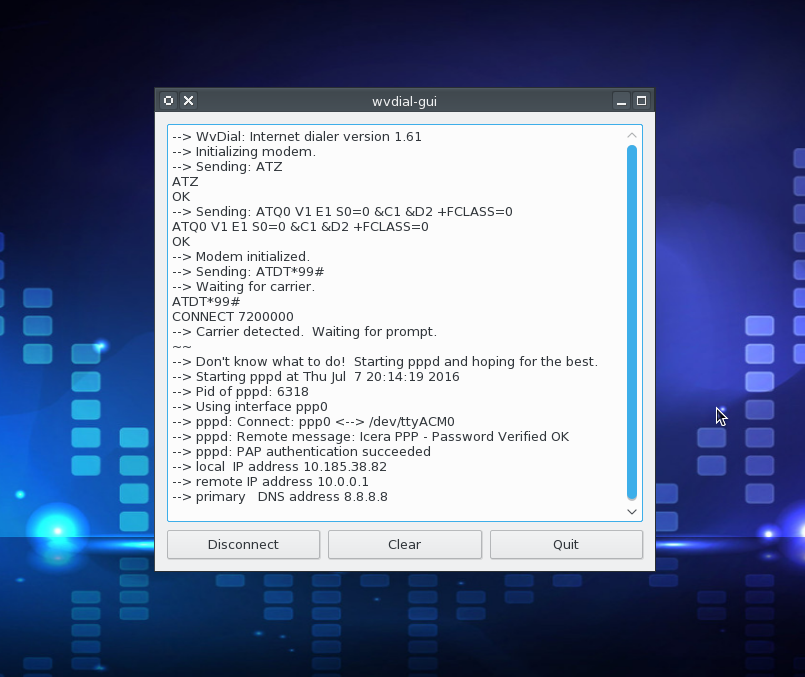 wvdial-gui
--> WvDial: Internet dialer version 1.61
--> Initializing modem.
--> Sending: ATZ
ATZ
OK
--> Sending: ATQ0 V1 E1 S0=0 &C1 &D2 +FCLASS=0
ATQ0 V1 E1 S0=0 &C1 &D2 +FCLASS=0
OK
--> Modem initialized.
--> Sending: ATDT*99#
--> Waiting for carrier.
ATDT*99#
CONNECT 7200000
--> Carrier detected.  Waiting for prompt.
~~
--> Don't know what to do!  Starting pppd and hoping for the best.
--> Starting pppd at Thu Jul  7 20:14:19 2016
--> Pid of pppd: 6318
--> Using interface ppp0
--> pppd: Connect: ppp0 <--> /dev/ttyACM0
--> pppd: Remote message: Icera PPP - Password Verified OK
--> pppd: PAP authentication succeeded
--> local  IP address 10.185.38.82
--> remote IP address 10.0.0.1
--> primary   DNS address 8.8.8.8
Disconnect Clear Quit